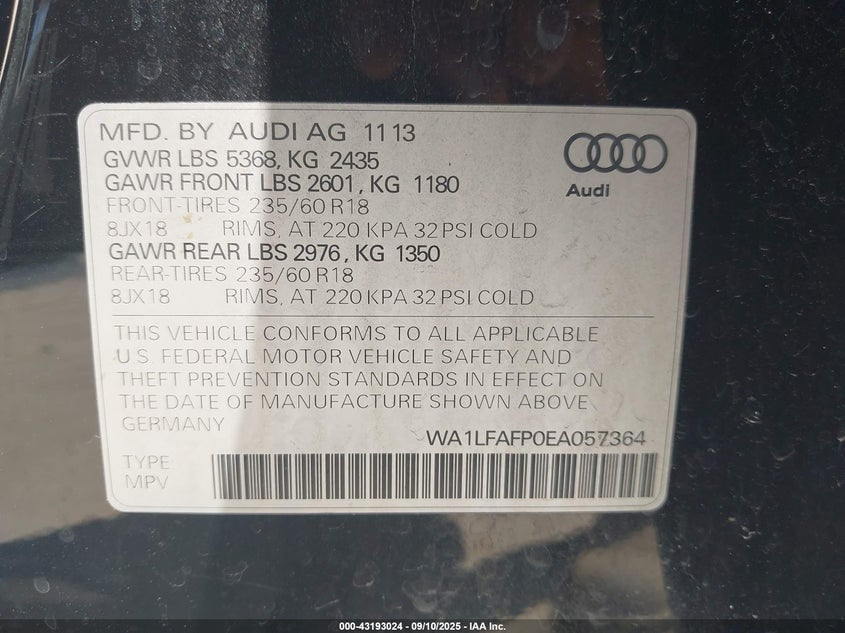 MFD. BY AUDI AG 11 13
GVWR LBS 5368, KG 2435
GAWR FRONT LBS 2601, KG 1180
FRONT-TIRES 235/60 R18
8JX18 RIMS, AT 220 KPA 32 PSI COLD
GAWR REAR LBS 2976, KG 1350
REAR-TIRES 235/60 R18
8JX18 RIMS, AT 220 KPA 32 PSI COLD
Audi
THIS VEHICLE CONFORMS TO ALL APPLICABLE
U.S. FEDERAL MOTOR VEHICLE SAFETY AND
THEFT PREVENTION STANDARDS IN EFFECT ON
THE DATE OF MANUFACTURE SHOWN ABOVE.
GERMANY
WA1LFAFP0EA057364
TYPE
MPV
000-43193024 - 09/10/2025 - IAA Inc.